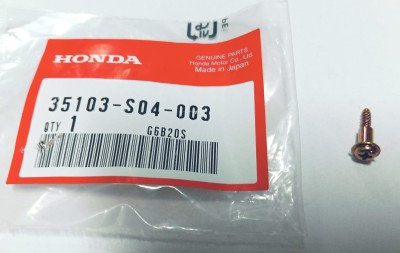 GENUINE PARTS
Honda Motor Co., Ltd
Made in Japan
HONDA
35103-S04-003
QTY 1
G6B20S